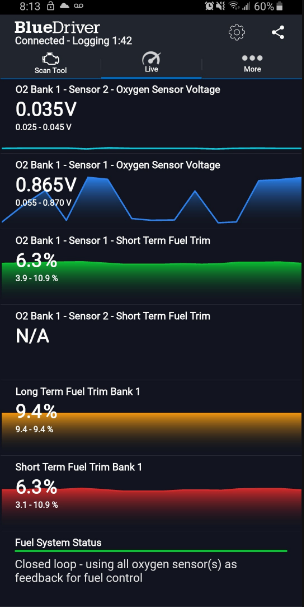 8:13 60%
BlueDriver
Connected - Logging 1:42
Scan Tool Live More
O2 Bank 1 - Sensor 2 - Oxygen Sensor Voltage
0.035V
0.025 - 0.045 V
O2 Bank 1 - Sensor 1 - Oxygen Sensor Voltage
0.865V
0.055 - 0.870 V
O2 Bank 1 - Sensor 1 - Short Term Fuel Trim
6.3%
3.9 - 10.9 %
O2 Bank 1 - Sensor 2 - Short Term Fuel Trim
N/A
Long Term Fuel Trim Bank 1
9.4%
9.4 - 9.4 %
Short Term Fuel Trim Bank 1
6.3%
3.1 - 10.9 %
Fuel System Status
Closed loop - using all oxygen sensor(s) as
feedback for fuel control